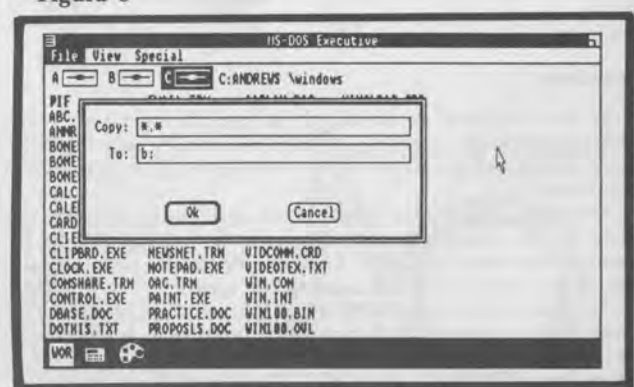 Figure 3
MS-DOS Executive
File View Special
A B C C:ANDREWS \windows
PIF
ABC.
ANNR
BONE
BONE
BONE
CALC
CALE
CARD
CLIE
Copy: *.*
To: b:
Ok Cancel
CLIPBRD.EXE NEWSNET.TRM VIDCOMM.CRD
CLOCK.EXE NOTEPAD.EXE VIDEOTEX.TXT
COMSHARE.TRM OAG.TRM WIN.COM
CONTROL.EXE PAINT.EXE WIN.INI
DBASE.DOC PRACTICE.DOC WIN100.BIN
DOTHIS.TXT PROPOSLS.DOC WIN100.OVL
WOR